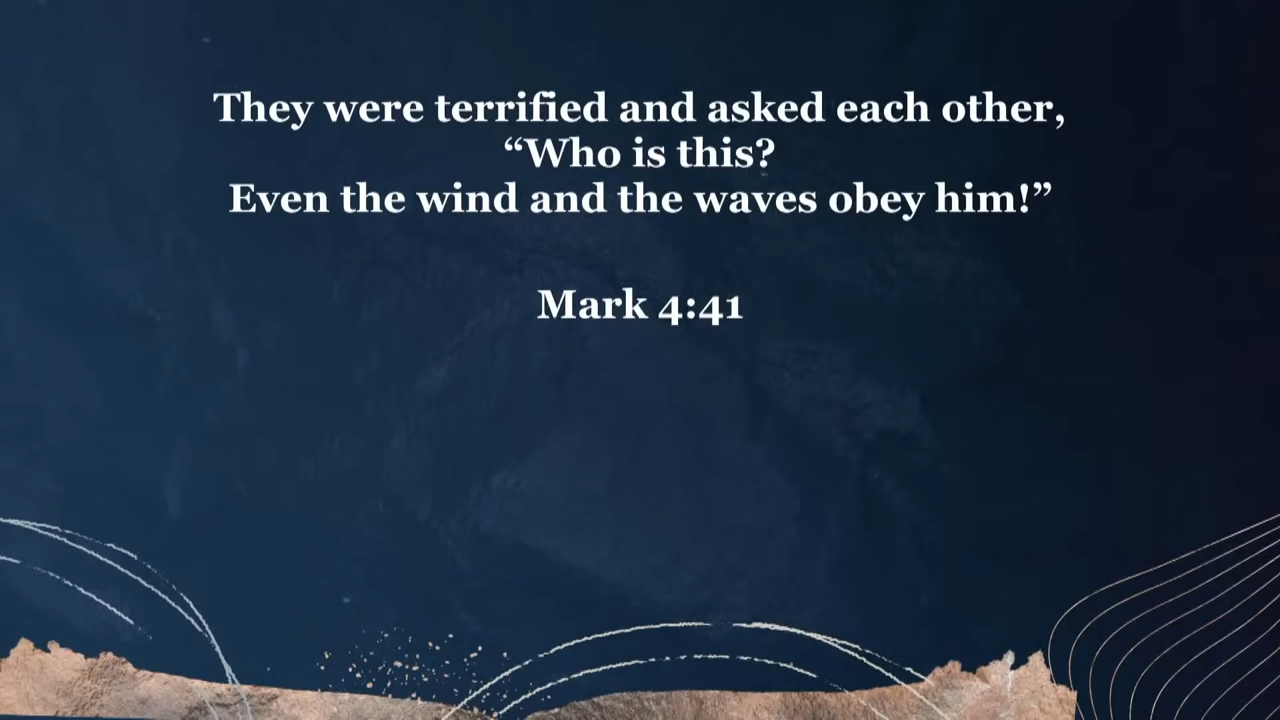 They were terrified and asked each other,
“Who is this?
Even the wind and the waves obey him!”
Mark 4:41